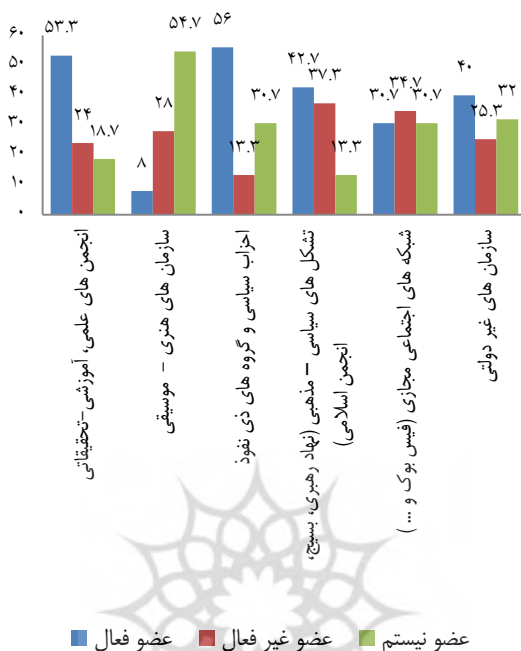 ۶۰
۵۰
۴۰
۳۰
۲۰
۱۰
۰
۵۳.۳
۲۴
۱۸.۷
۸
۲۸
۵۴.۷
۵۶
۱۳.۳
۳۰.۷
۴۲.۷
۳۷.۳
۱۳.۳
۳۰.۷
۳۴.۷
۳۰.۷
۴۰
۲۵.۳
۳۲
انجمن های علمی، آموزشی-تحقیقاتی
سازمان های هنری - موسیقی
احزاب سیاسی و گروه های ذی نفوذ
تشکل های سیاسی – مذهبی (نهاد رهبری، بسیج،
انجمن اسلامی)
شبکه های اجتماعی مجازی (فیس بوک و ... )
سازمان های غیر دولتی
عضو فعال
عضو غیر فعال
عضو نیستم